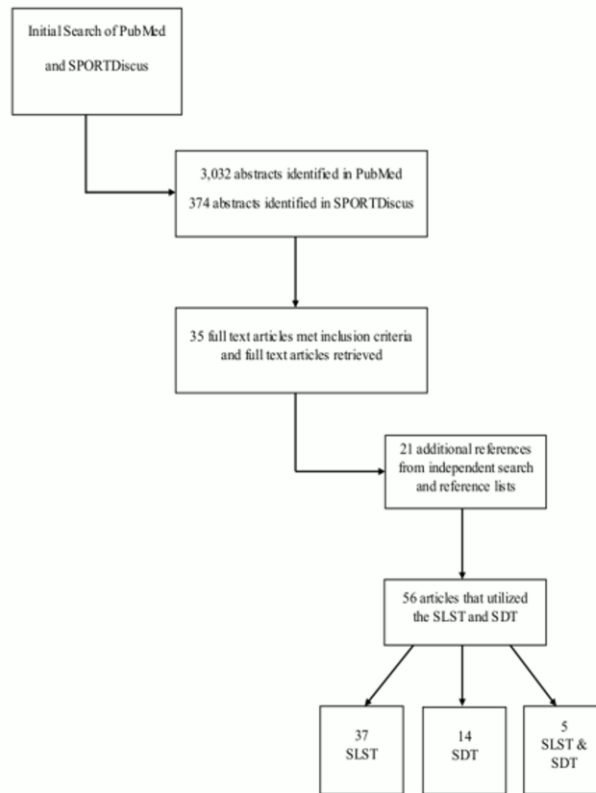 Initial Search of PubMed
and SPORTDiscus
3,032 abstracts identified in PubMed
374 abstracts identified in SPORTDiscus
35 full text articles met inclusion criteria
and full text articles retrieved
21 additional references
from independent search
and reference lists
56 articles that utilized
the SLST and SDT
37
SLST
14
SDT
5
SLST &
SDT